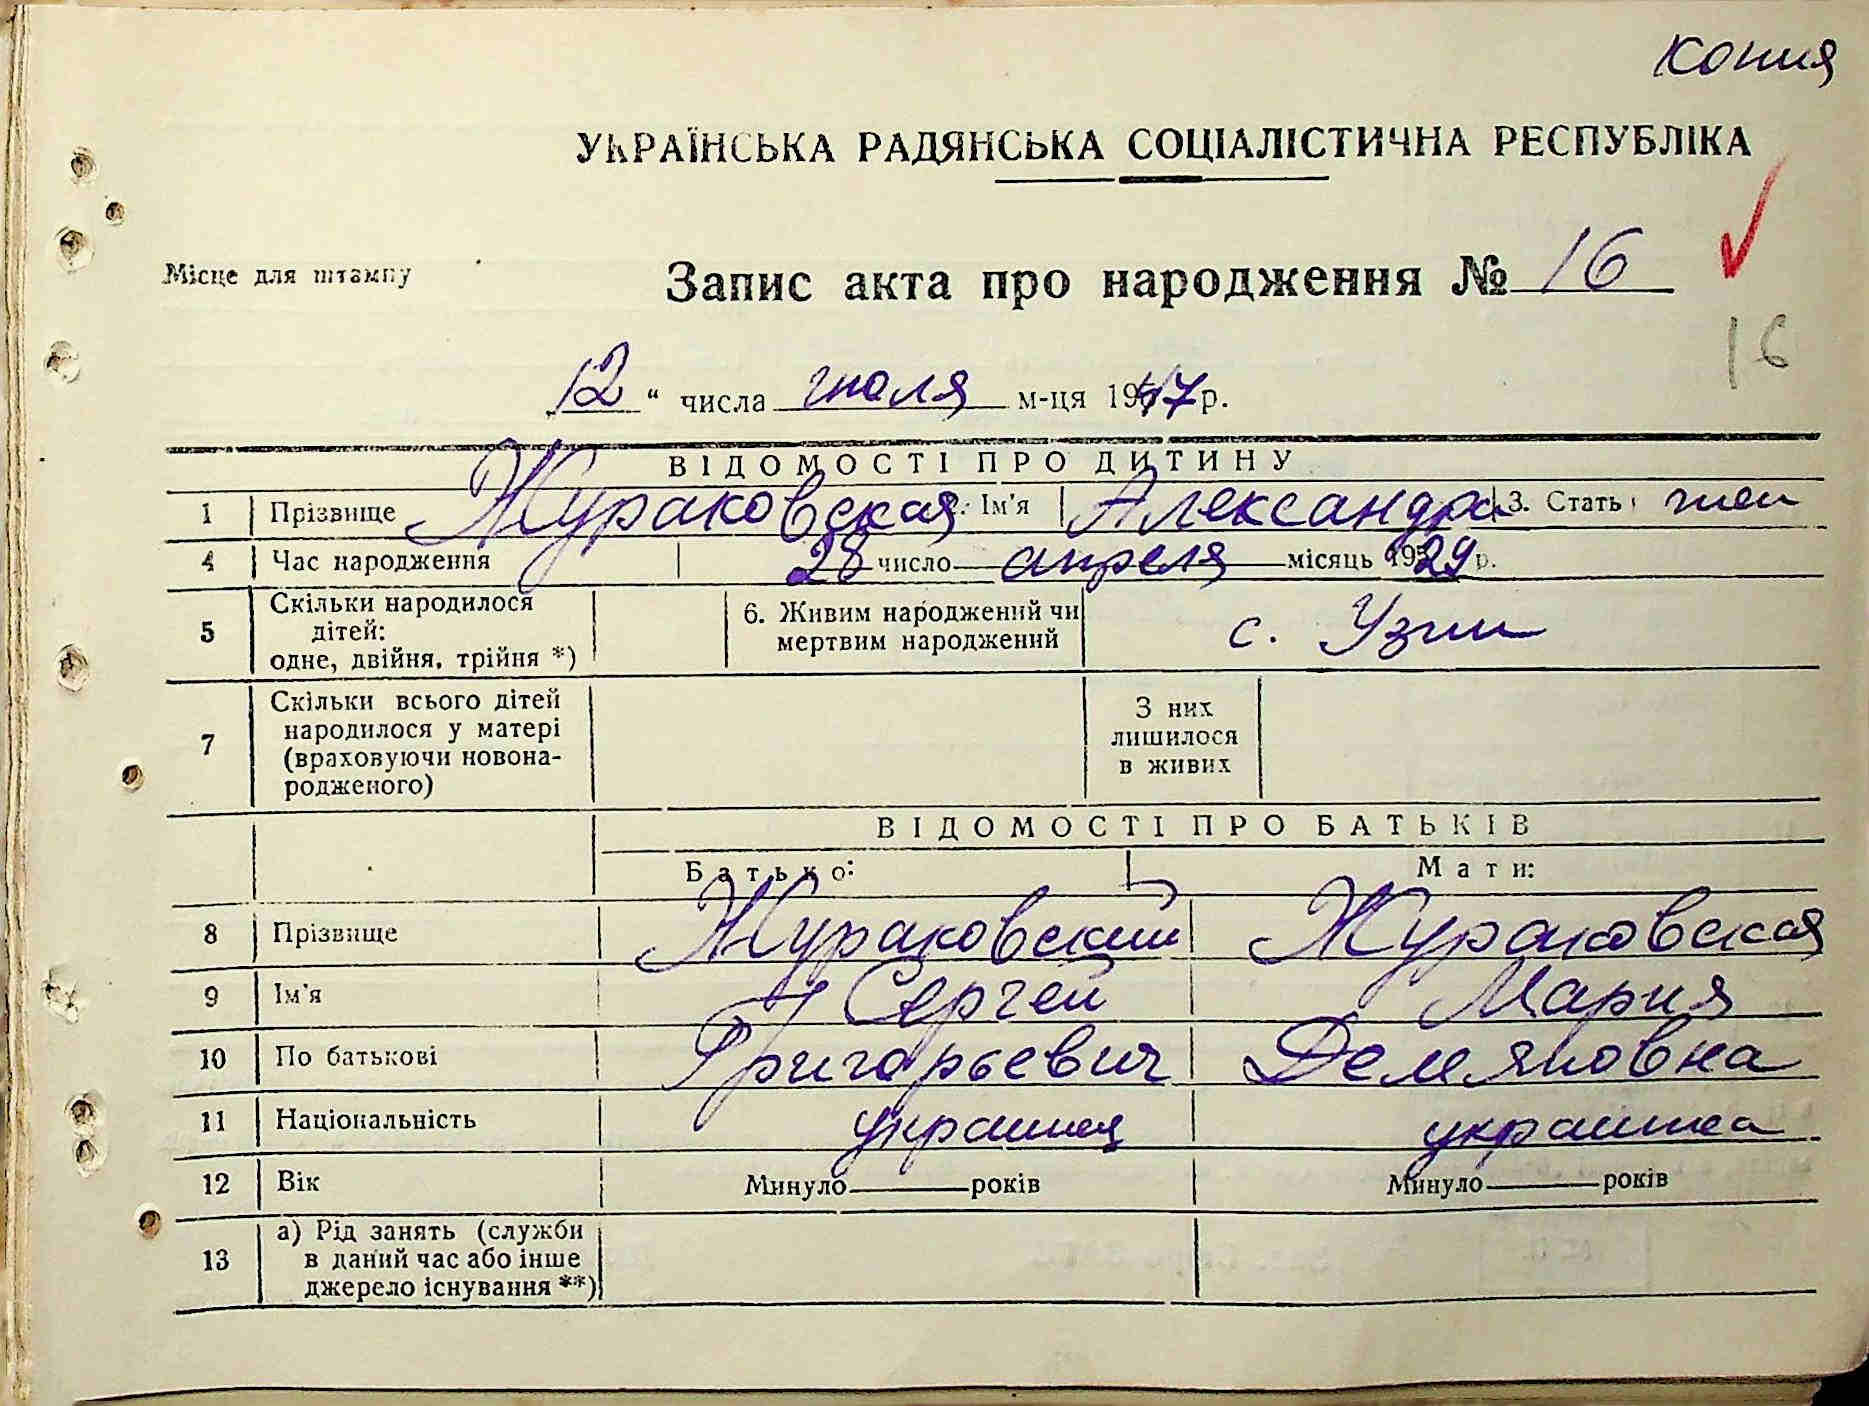 копия
УКРАЇНСЬКА РАДЯНСЬКА СОЦІАЛІСТИЧНА РЕСПУБЛІКА
Місце для штампу
Запис акта про народження № 16
16
„12“ числа июля м-ця 1947 р.
ВІДОМОСТІ ПРО ДИТИНУ
1 Прізвище Жураковская 2. Ім'я Александра 3. Стать жен
4 Час народження 28 число апреля місяць 1929 р.
5 Скільки народилося дітей: одне, двійня, трійня *) 6. Живим народжений чи мертвим народжений с. Узин
7 Скільки всього дітей народилося у матері (враховуючи новонародженого) З них лишилося в живих
ВІДОМОСТІ ПРО БАТЬКІВ
Батько: Мати:
8 Прізвище Жураковский Жураковская
9 Ім'я Сергей Мария
10 По батькові Григорьевич Демяновна
11 Національність украинец украинка
12 Вік Минуло років Минуло років
13 а) Рід занять (служби в даний час або інше джерело існування **)